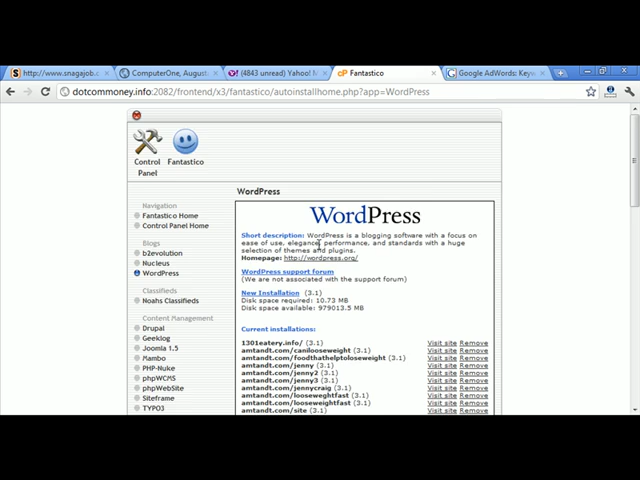 http://www.snagajob.c
ComputerOne, August
(4843 unread) Yahoo! M
Fantastico
Google AdWords: Keyw
dotcommoney.info:2082/frontend/x3/fantastico/autoinstallhome.php?app=WordPress
Control Panel
Fantastico
Navigation
Fantastico Home
Control Panel Home
Blogs
b2evolution
Nucleus
WordPress
Classifieds
Noahs Classifieds
Content Management
Drupal
Geeklog
Joomla 1.5
Mambo
PHP-Nuke
phpWCMS
phpWebSite
Siteframe
TYPO3
WordPress
WordPress
Short description: WordPress is a blogging software with a focus on
ease of use, elegance, performance, and standards with a huge
selection of themes and plugins.
Homepage: http://wordpress.org/
WordPress support forum
(We are not associated with the support forum)
New Installation (3.1)
Disk space required: 10.73 MB
Disk space available: 979013.5 MB
Current installations:
1301eatery.info/ (3.1) Visit site Remove
amtandt.com/canilooseweight (3.1) Visit site Remove
amtandt.com/foodthathelptoloseweight (3.1) Visit site Remove
amtandt.com/jenny (3.1) Visit site Remove
amtandt.com/jenny2 (3.1) Visit site Remove
amtandt.com/jenny3 (3.1) Visit site Remove
amtandt.com/jennycraig (3.1) Visit site Remove
amtandt.com/looseweightfast (3.1) Visit site Remove
amtandt.com/loseweightfast (3.1) Visit site Remove
amtandt.com/site (3.1) Visit site Remove